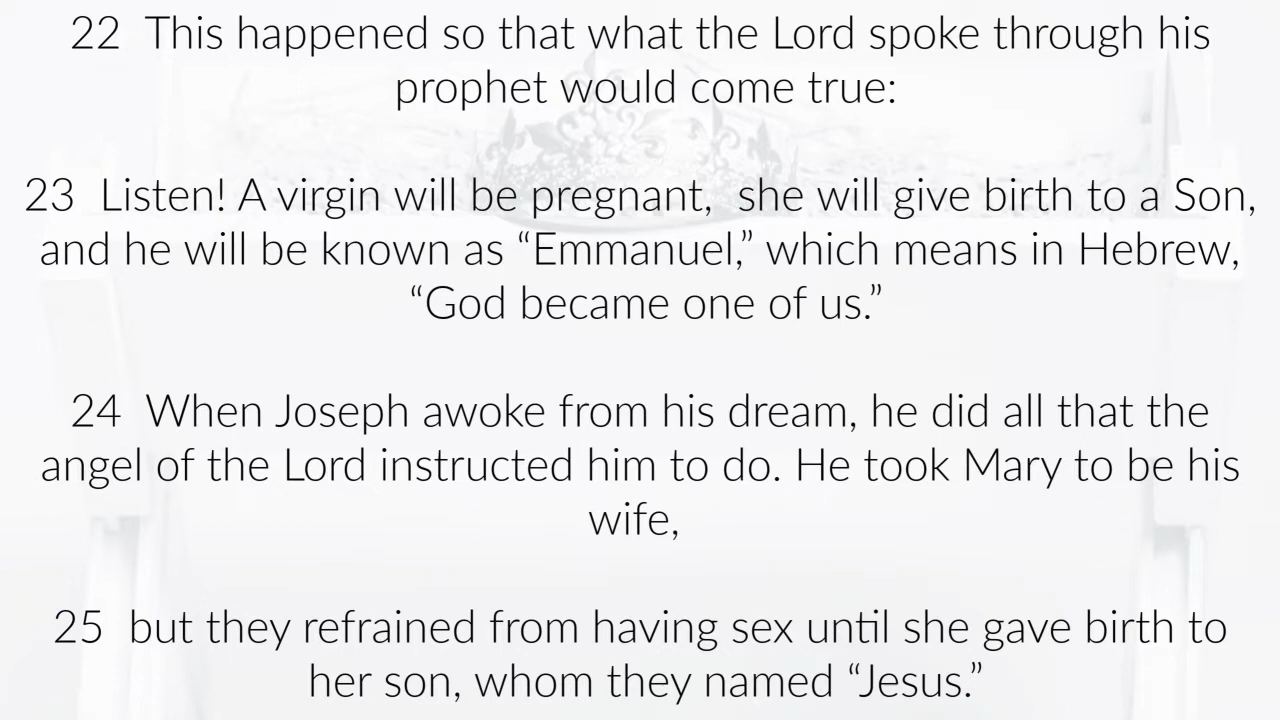 22  This happened so that what the Lord spoke through his
prophet would come true:
23  Listen! A virgin will be pregnant,  she will give birth to a Son,
and he will be known as “Emmanuel,” which means in Hebrew,
“God became one of us.”
24  When Joseph awoke from his dream, he did all that the
angel of the Lord instructed him to do. He took Mary to be his
wife,
25  but they refrained from having sex until she gave birth to
her son, whom they named “Jesus.”